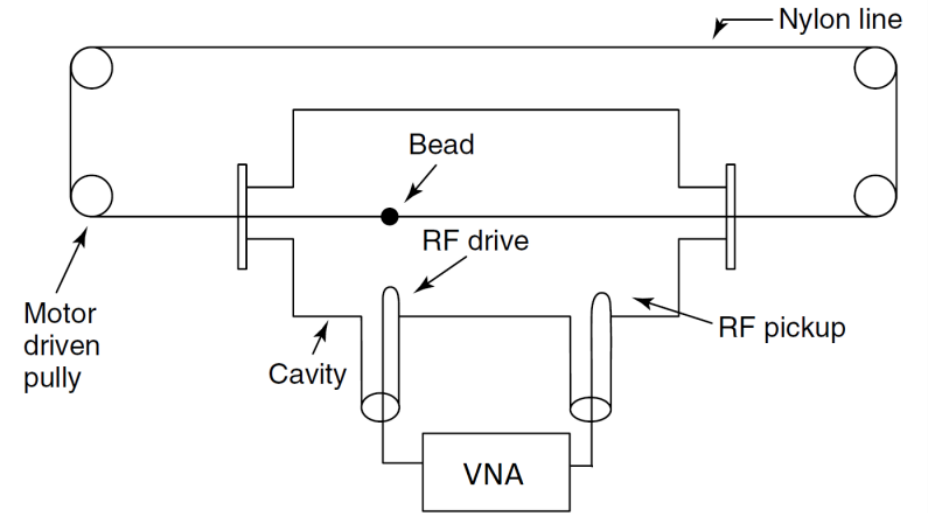 Nylon line
Bead
RF drive
Motor
driven
pully
RF pickup
Cavity
VNA